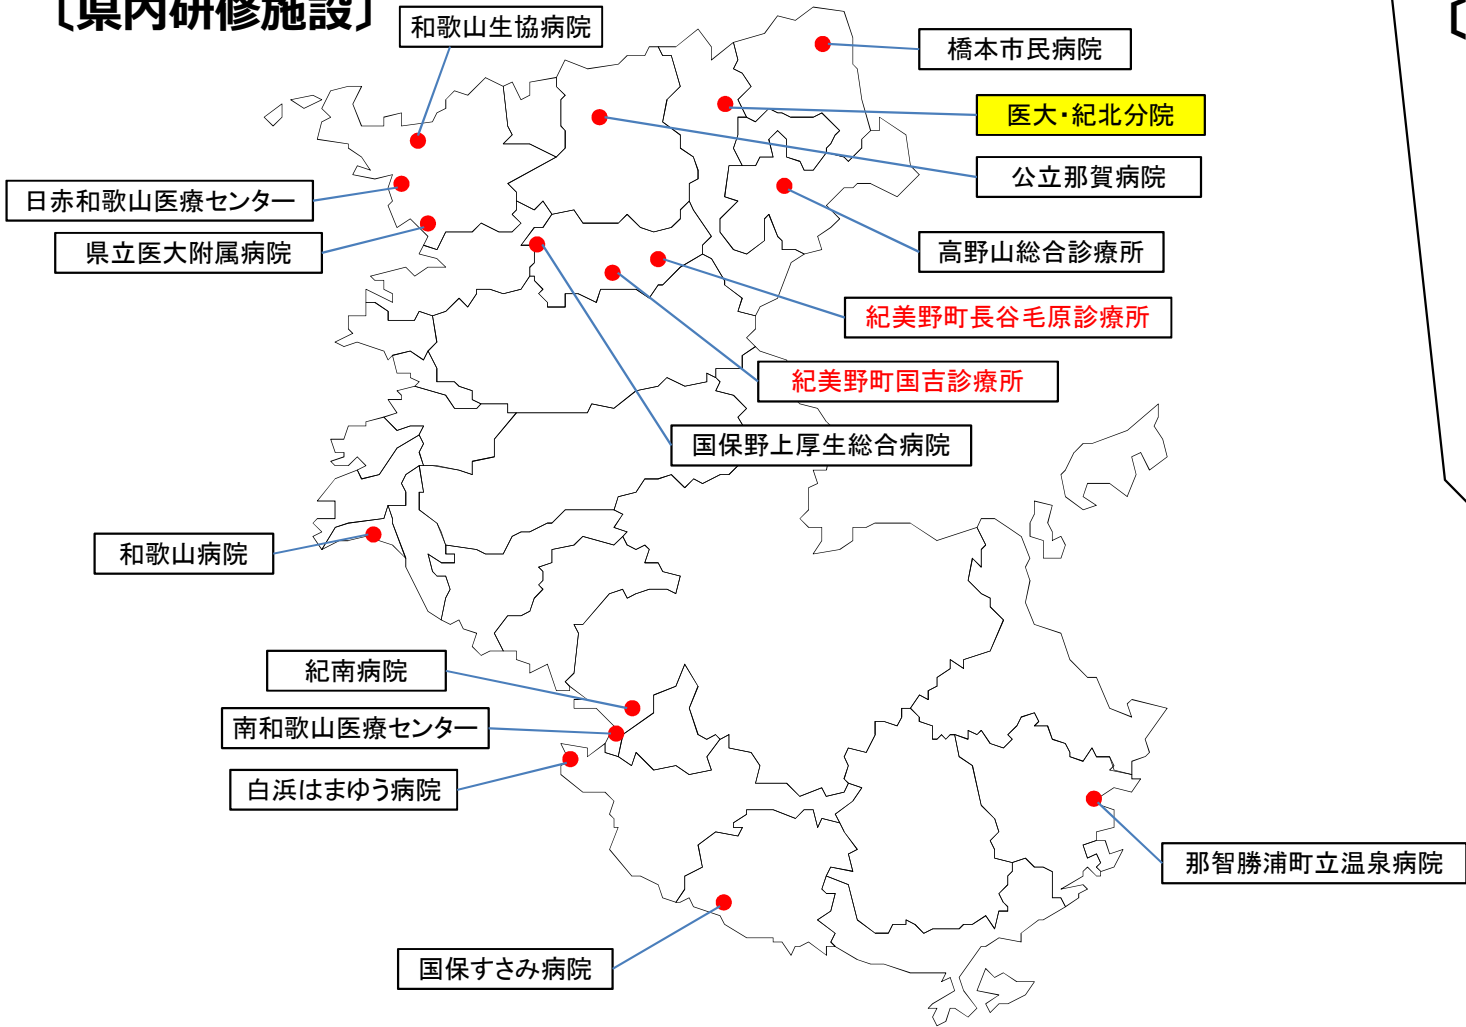 〔県内研修施設〕
〔
和歌山生協病院
橋本市民病院
医大・紀北分院
公立那賀病院
日赤和歌山医療センター
県立医大附属病院
高野山総合診療所
紀美野町長谷毛原診療所
紀美野町国吉診療所
国保野上厚生総合病院
和歌山病院
紀南病院
南和歌山医療センター
白浜はまゆう病院
那智勝浦町立温泉病院
国保すさみ病院